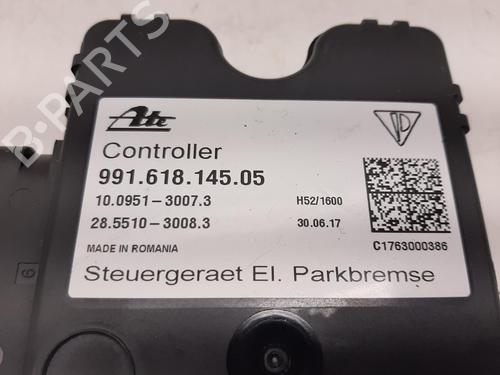 B-PARTS
Ate
Controller
991.618.145.05
10.0951-3007.3
H52/1600
28.5510-3008.3
30.06.17
MADE IN ROMANIA
C1763000386
Steuergeraet El. Parkbremse
6